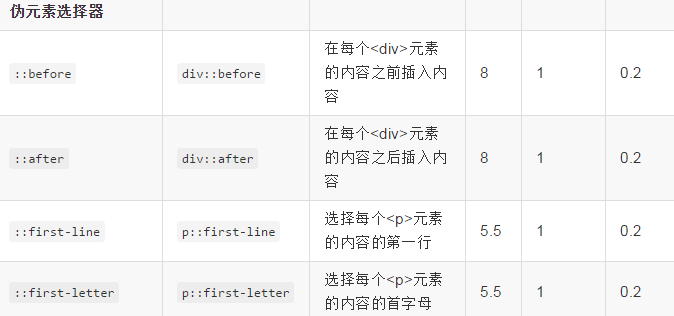 伪元素选择器
::before div::before 在每个<div>元素
的内容之前插入内
容 8 1 0.2
::after div::after 在每个<div>元素
的内容之后插入内
容 8 1 0.2
::first-line p::first-line 选择每个<p>元素
的内容的第一行 5.5 1 0.2
::first-letter p::first-letter 选择每个<p>元素
的内容的首字母 5.5 1 0.2